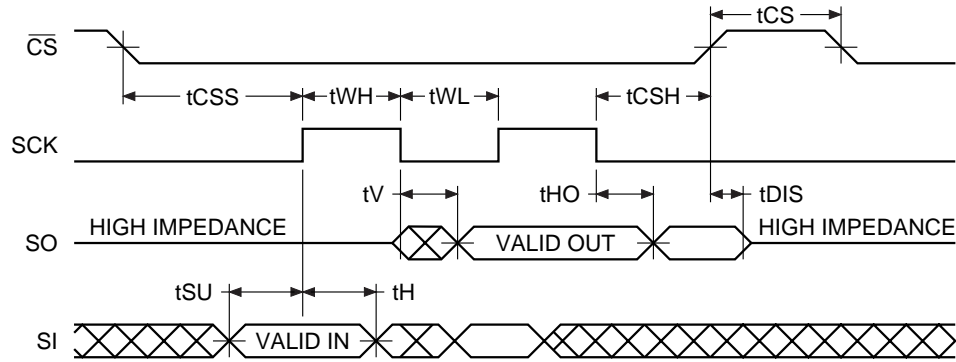 tCS
C̅S̅
tCSS tWH tWL tCSH
SCK
tV tHO tDIS
HIGH IMPEDANCE HIGH IMPEDANCE
SO VALID OUT
tSU tH
SI VALID IN